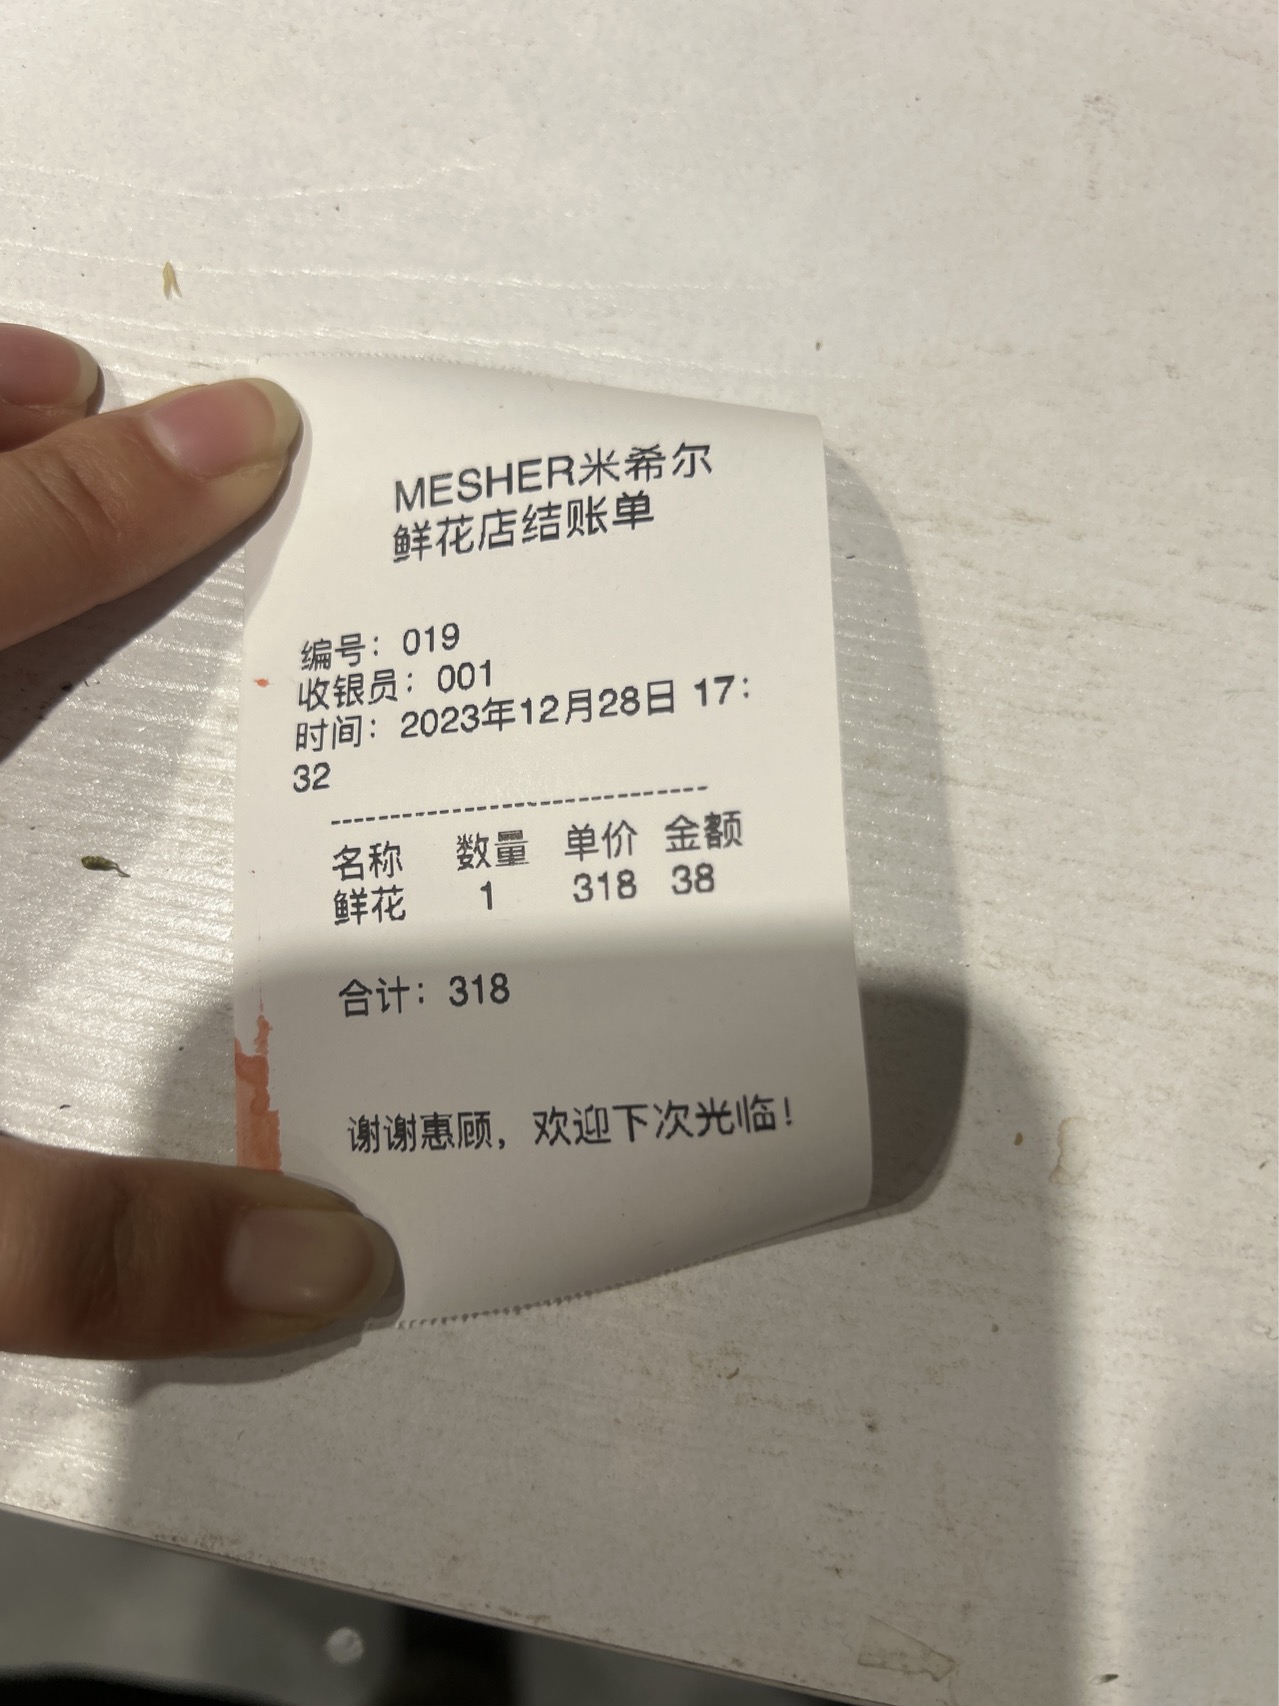 MESHER米希尔
鲜花店结账单
编号：019
收银员：001
时间：2023年12月28日 17：
32
--------------------------------
名称 数量 单价 金额
鲜花 1 318 38
合计：318
谢谢惠顾，欢迎下次光临！